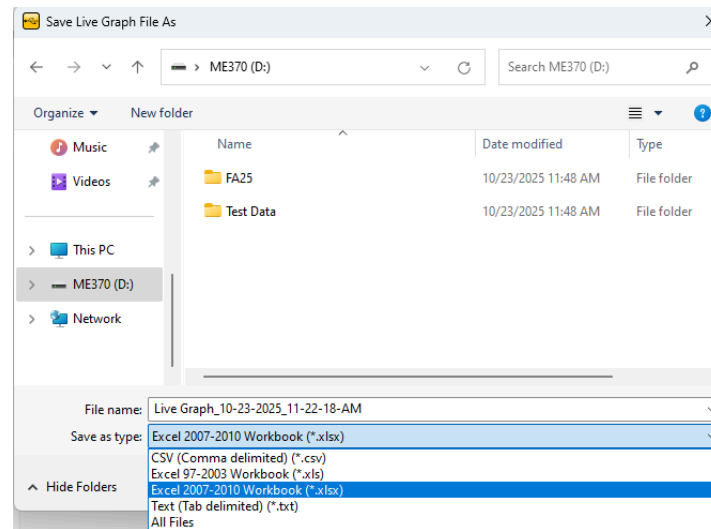 Save Live Graph File As
ME370 (D:)
Search ME370 (D:)
Organize
New folder
Music
Videos
This PC
ME370 (D:)
Network
Name
Date modified
Type
FA25
10/23/2025 11:48 AM
File folder
Test Data
10/23/2025 11:48 AM
File folder
File name:
Live Graph_10-23-2025_11-22-18-AM
Save as type:
Excel 2007-2010 Workbook (*.xlsx)
CSV (Comma delimited) (*.csv)
Excel 97-2003 Workbook (*.xls)
Excel 2007-2010 Workbook (*.xlsx)
Text (Tab delimited) (*.txt)
All Files
Hide Folders